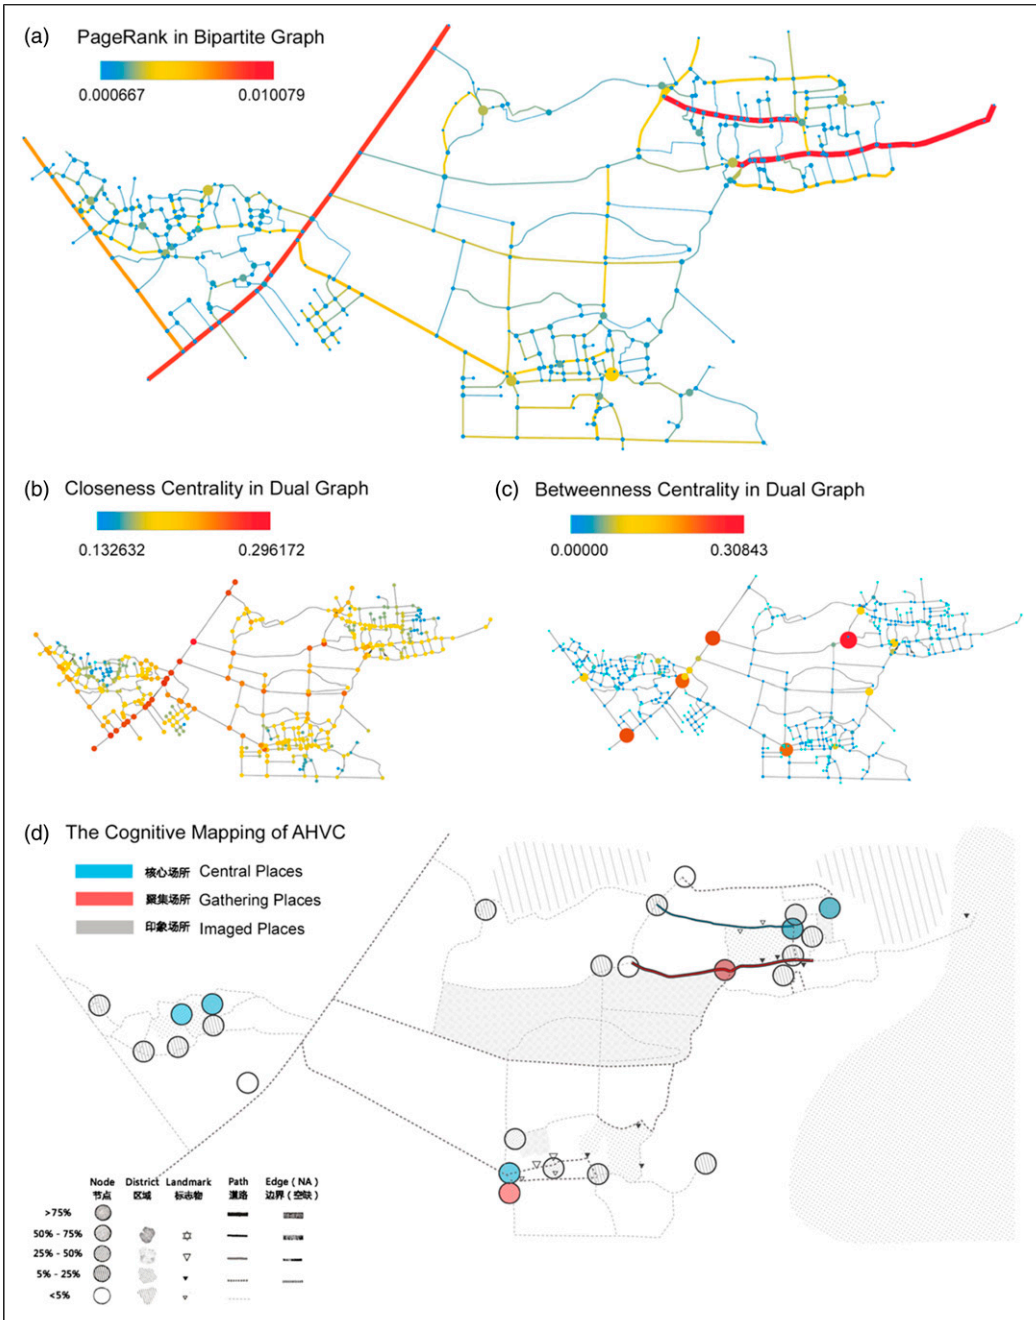 (a) PageRank in Bipartite Graph
0.000667 0.010079
(b) Closeness Centrality in Dual Graph
0.132632 0.296172
(c) Betweenness Centrality in Dual Graph
0.00000 0.30843
(d) The Cognitive Mapping of AHVC
核心场所 Central Places
聚集场所 Gathering Places
印象场所 Imaged Places
Node District Landmark Path Edge (NA)
节点 区域 标志物 道路 边界（空缺）
>75%
50% - 75%
25% - 50%
5% - 25%
<5%